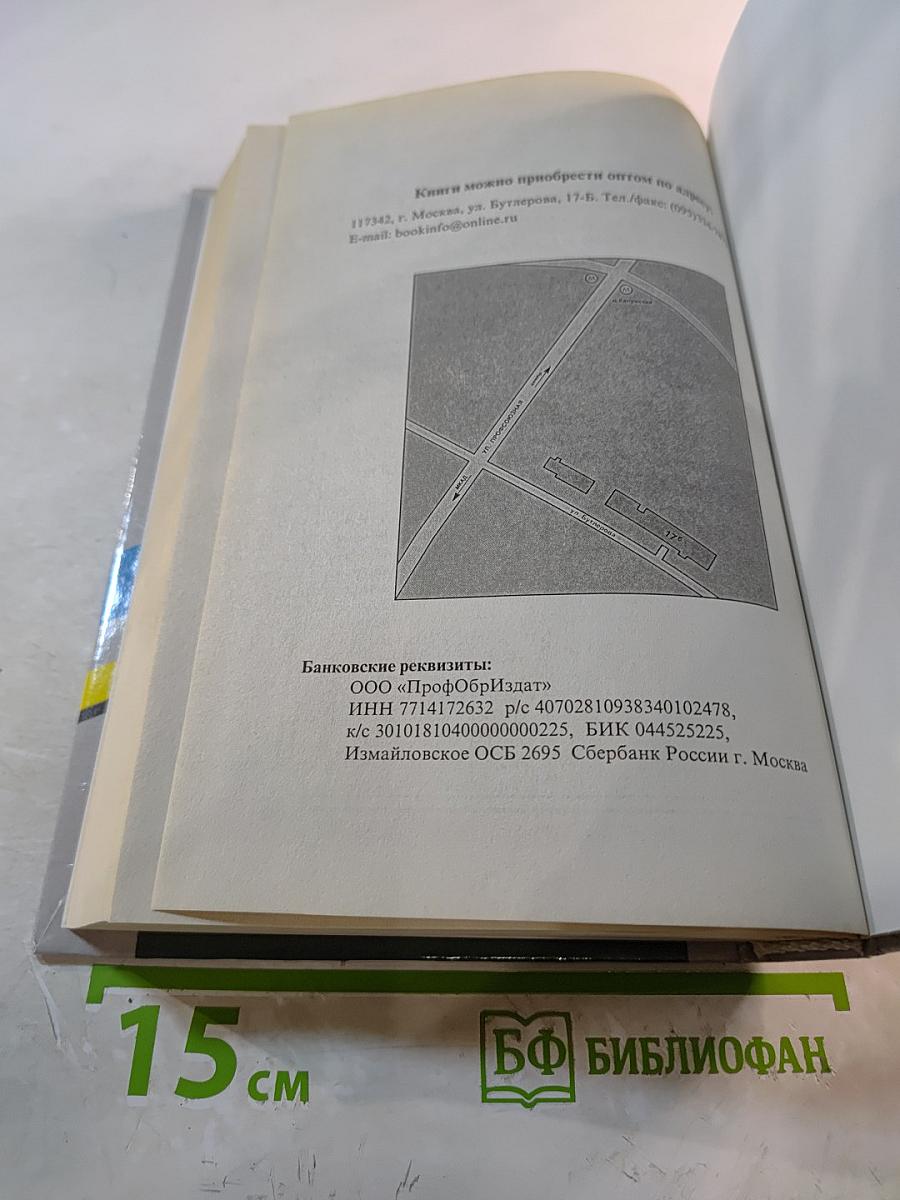 Книги можно приобрести оптом по адресу:
117342, г. Москва, ул. Бутлерова, 17-Б. Тел./факс: (095)
E-mail: bookinfo@online.ru
М
М
УЛ. ПРОФСОЮЗНАЯ
МКАД
ул. Бутлерова
17б
Банковские реквизиты:
ООО «ПрофОбрИздат»
ИНН 7714172632 р/с 40702810938340102478,
к/с 30101810400000000225, БИК 044525225,
Измайловское ОСБ 2695 Сбербанк России г. Москва
15 см
БФ БИБЛИОФАН